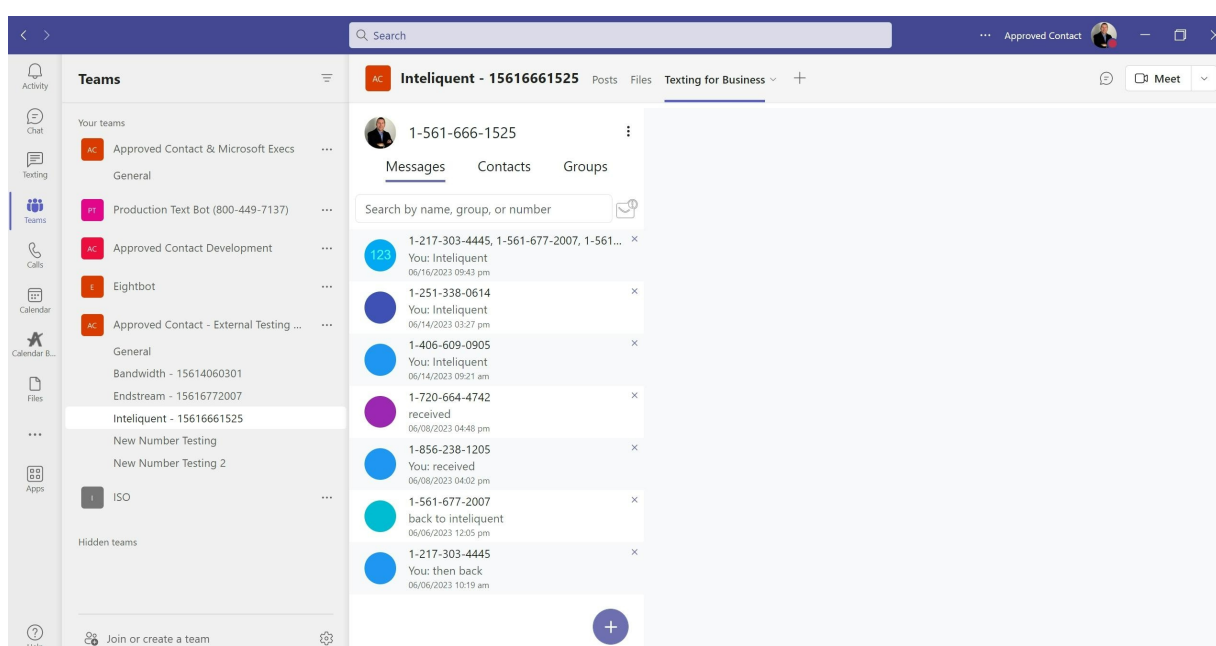 Search
Approved Contact
Activity
Chat
Texting
Teams
Calls
Calendar
Calendar B...
Files
Apps
Teams
Your teams
AC Approved Contact & Microsoft Execs
General
PT Production Text Bot (800-449-7137)
AC Approved Contact Development
E Eightbot
AC Approved Contact - External Testing ...
General
Bandwidth - 15614060301
Endstream - 15616772007
Inteliquent - 15616661525
New Number Testing
New Number Testing 2
I ISO
Hidden teams
Join or create a team
AC Inteliquent - 15616661525 Posts Files Texting for Business
Meet
1-561-666-1525
Messages Contacts Groups
Search by name, group, or number
123
1-217-303-4445, 1-561-677-2007, 1-561...
You: Inteliquent
06/16/2023 09:43 pm
1-251-338-0614
You: Inteliquent
06/14/2023 03:27 pm
1-406-609-0905
You: Inteliquent
06/14/2023 09:21 am
1-720-664-4742
received
06/08/2023 04:48 pm
1-856-238-1205
You: received
06/08/2023 04:02 pm
1-561-677-2007
back to inteliquent
06/06/2023 12:05 pm
1-217-303-4445
You: then back
06/06/2023 10:19 am